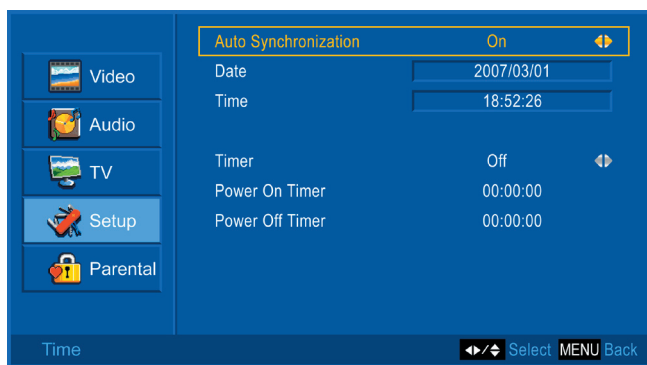 Auto Synchronization On
Date 2007/03/01
Time 18:52:26
Timer Off
Power On Timer 00:00:00
Power Off Timer 00:00:00
Video
Audio
TV
Setup
Parental
Time
Select MENU Back